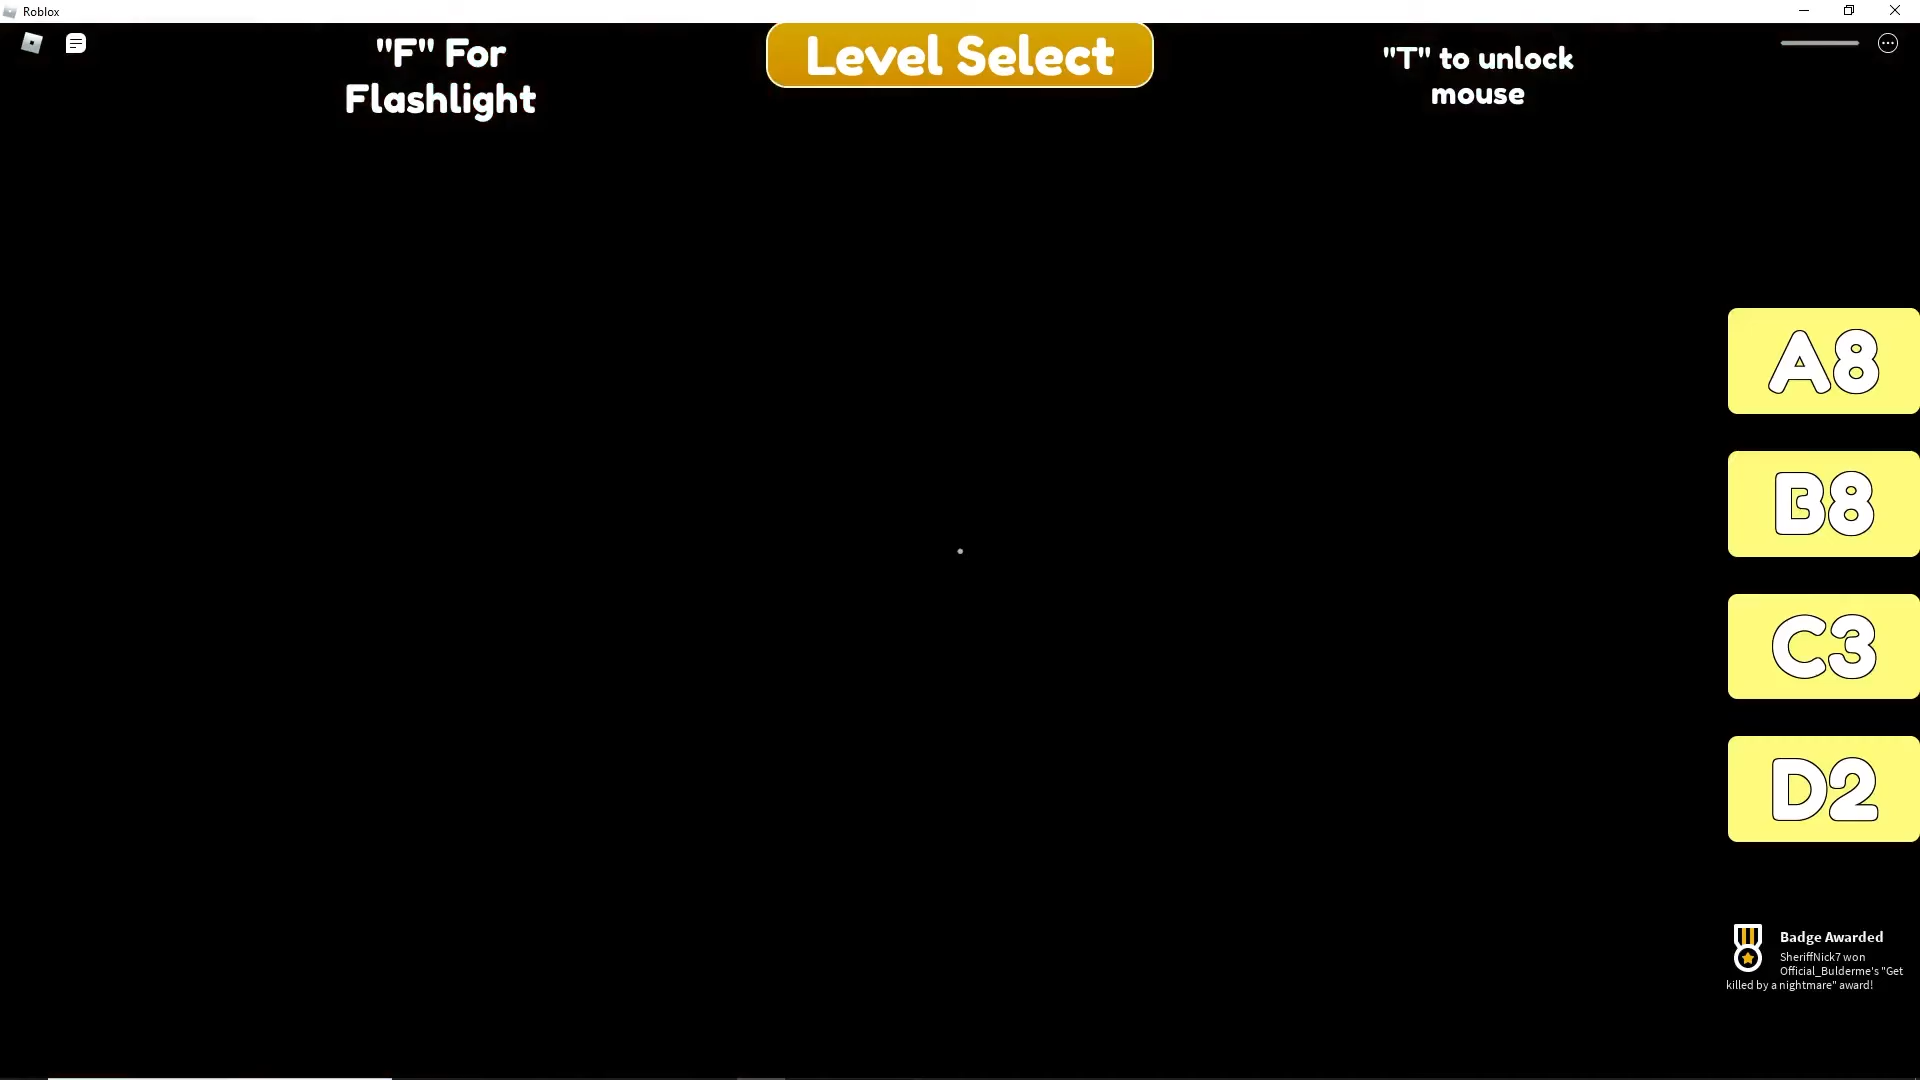 Roblox
"F" For
Flashlight
Level Select
"T" to unlock
mouse
A8
B8
C3
D2
Badge Awarded
SheriffNick7 won
Official_Bulderme's "Get
killed by a nightmare" award!